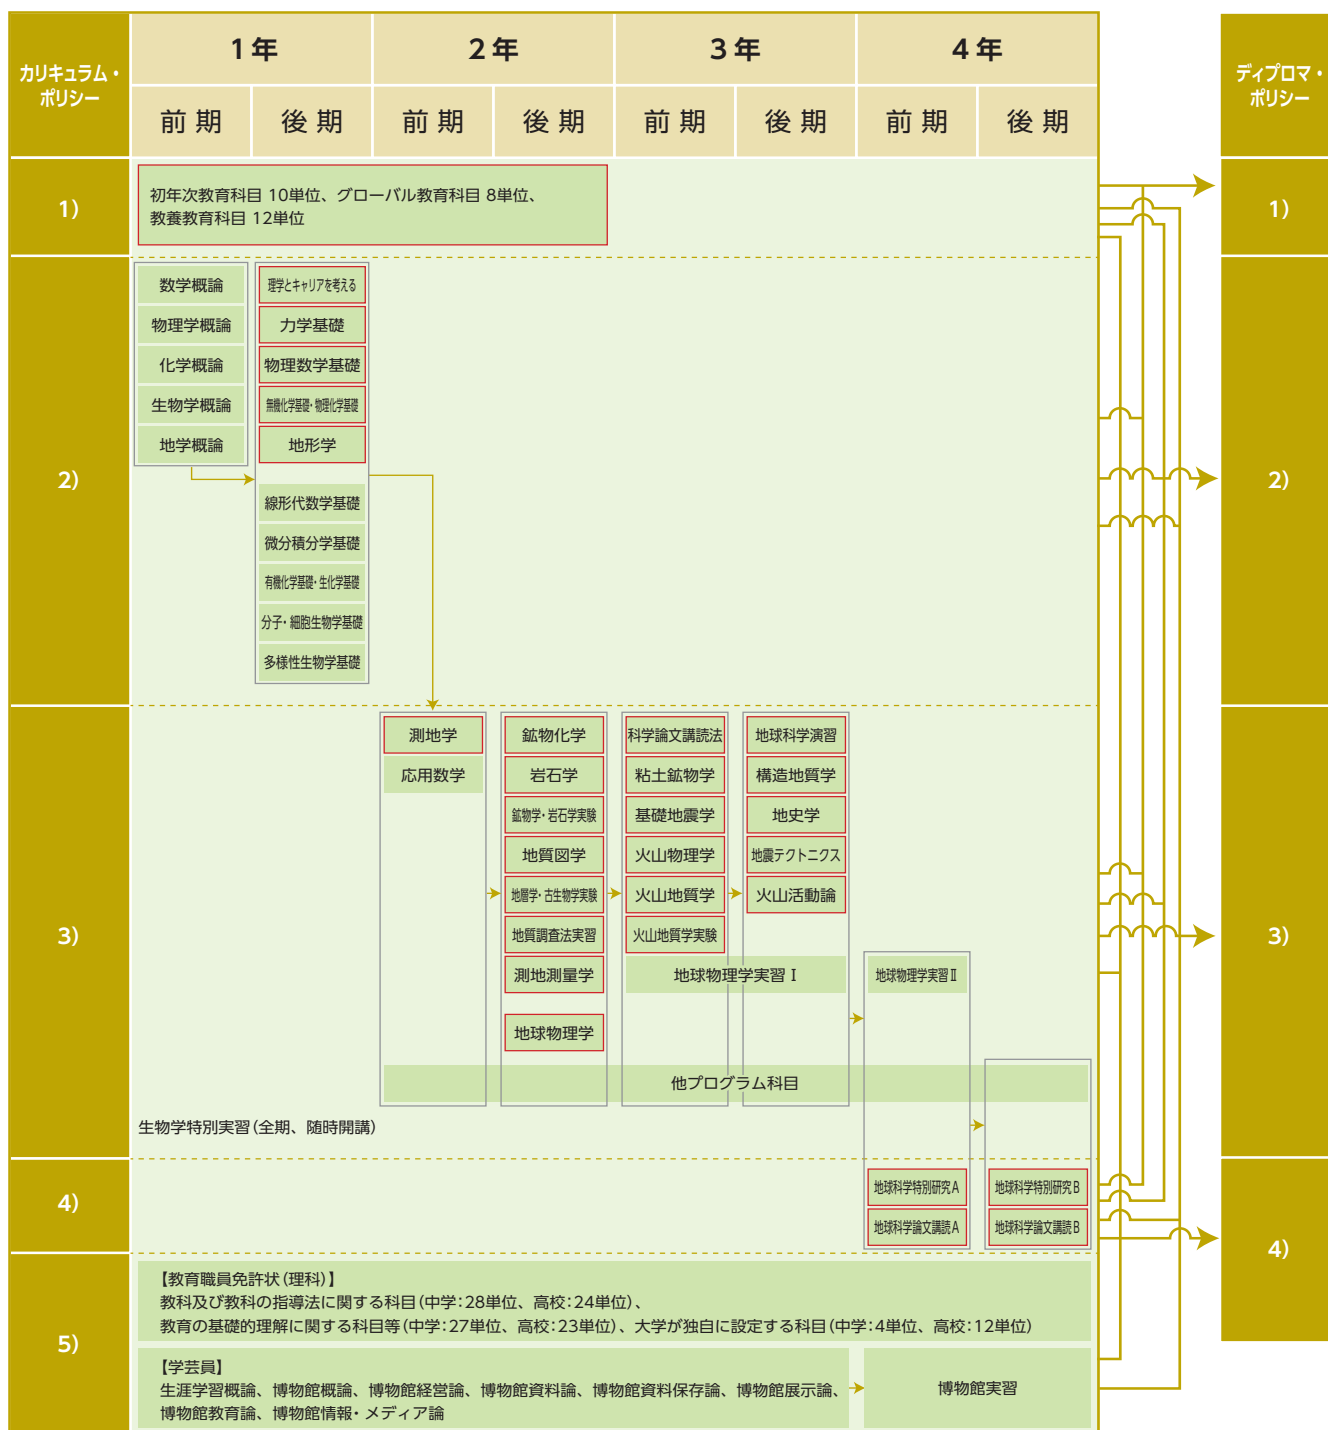 カリキュラム・
ポリシー
1年
2年
3年
4年
ディプロマ・
ポリシー
前期
後期
前期
後期
前期
後期
前期
後期
1)
初年次教育科目 10単位、グローバル教育科目 8単位、
教養教育科目 12単位
1)
2)
数学概論
物理学概論
化学概論
生物学概論
地学概論
理学とキャリアを考える
力学基礎
物理数学基礎
無機化学基礎・物理化学基礎
地形学
線形代数学基礎
微分積分学基礎
有機化学基礎・生化学基礎
分子・細胞生物学基礎
多様性生物学基礎
2)
3)
測地学
応用数学
鉱物化学
岩石学
鉱物学・岩石学実験
地質図学
地層学・古生物学実験
地質調査法実習
測地測量学
地球物理学
科学論文講読法
粘土鉱物学
基礎地震学
火山物理学
火山地質学
火山地質学実験
地球科学演習
構造地質学
地史学
地震テクトニクス
火山活動論
地球物理学実習Ⅰ
地球物理学実習Ⅱ
他プログラム科目
生物学特別実習(全期、随時開講)
3)
4)
地球科学特別研究A
地球科学論文講読A
地球科学特別研究B
地球科学論文講読B
4)
5)
【教育職員免許状(理科)】
教科及び教科の指導法に関する科目(中学:28単位、高校:24単位)、
教育の基礎的理解に関する科目等(中学:27単位、高校:23単位)、大学が独自に設定する科目(中学:4単位、高校:12単位)
【学芸員】
生涯学習概論、博物館概論、博物館経営論、博物館資料論、博物館資料保存論、博物館展示論、
博物館教育論、博物館情報・メディア論
博物館実習